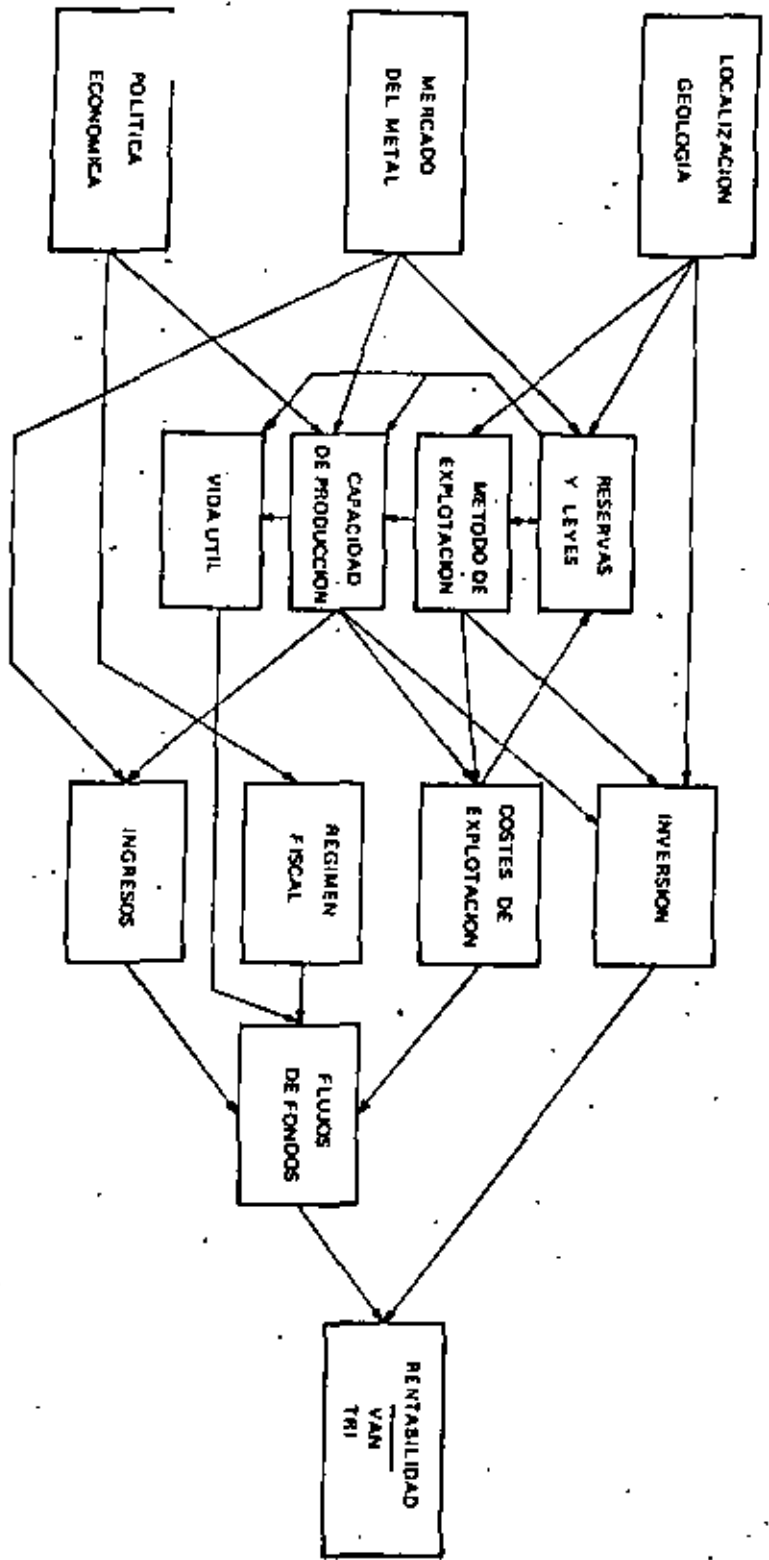 LOCALIZACION
GEOLOGIA
MERCADO
DEL METAL
POLITICA
ECONOMICA
RESERVAS
Y LEYES
METODO DE
EXPLOTACION
CAPACIDAD
DE PRODUCCION
VIDA UTIL
INVERSION
COSTES DE
EXPLOTACION
REGIMEN
FISCAL
INGRESOS
FLUJOS
DE FONDOS
RENTABILIDAD
VAN
TRI